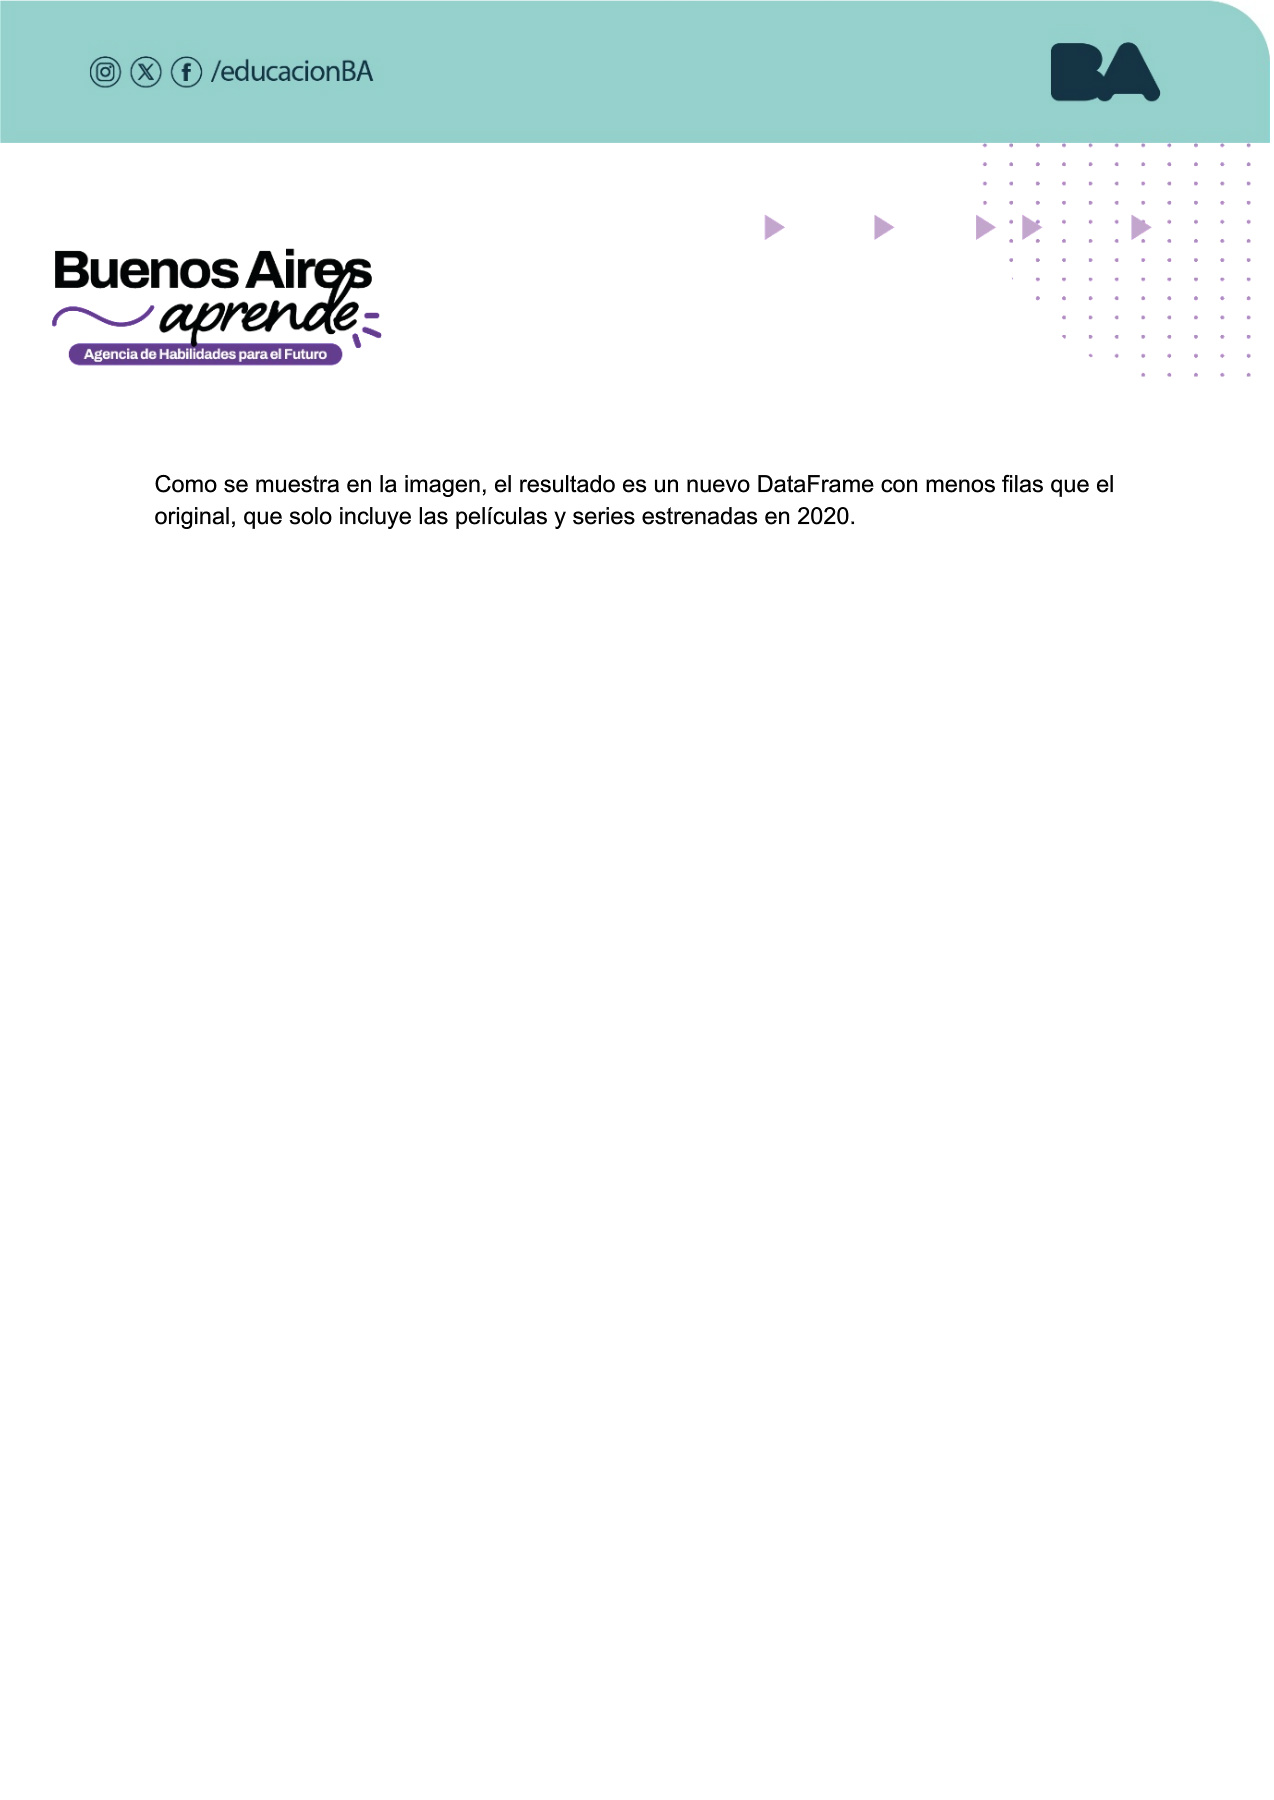 /educacionBA
BA
Buenos Aires
aprende
Agencia de Habilidades para el Futuro
Como se muestra en la imagen, el resultado es un nuevo DataFrame con menos filas que el
original, que solo incluye las películas y series estrenadas en 2020.